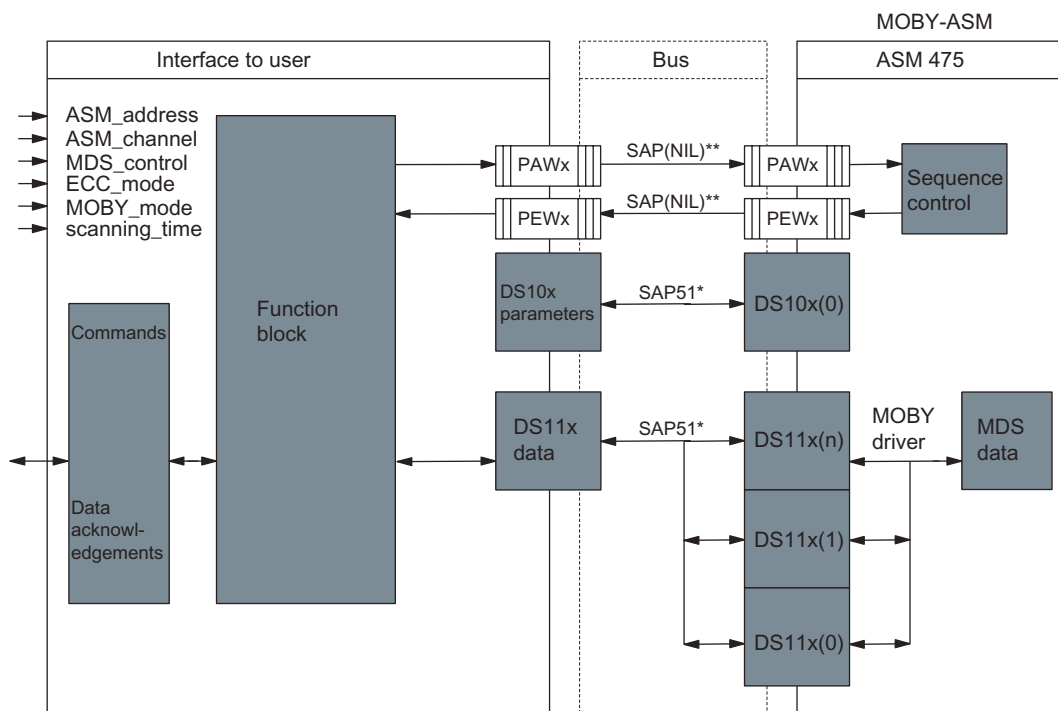 MOBY-ASM
Interface to user
Bus
ASM 475
ASM_address
ASM_channel
MDS_control
ECC_mode
MOBY_mode
scanning_time
PAWx
SAP(NIL)**
PAWx
PEWx
SAP(NIL)**
PEWx
Sequence
control
Function
block
DS10x
parameters
SAP51*
DS10x(0)
Commands
Data
acknowl-
edgements
DS11x
data
SAP51*
DS11x(n)
MOBY
driver
MDS
data
DS11x(1)
DS11x(0)